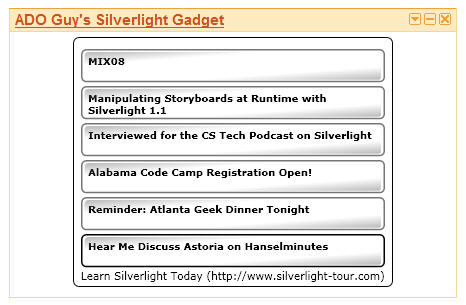 ADO Guy's Silverlight Gadget
MIX08
Manipulating Storyboards at Runtime with
Silverlight 1.1
Interviewed for the CS Tech Podcast on Silverlight
Alabama Code Camp Registration Open!
Reminder: Atlanta Geek Dinner Tonight
Hear Me Discuss Astoria on Hanselminutes
Learn Silverlight Today (http://www.silverlight-tour.com)